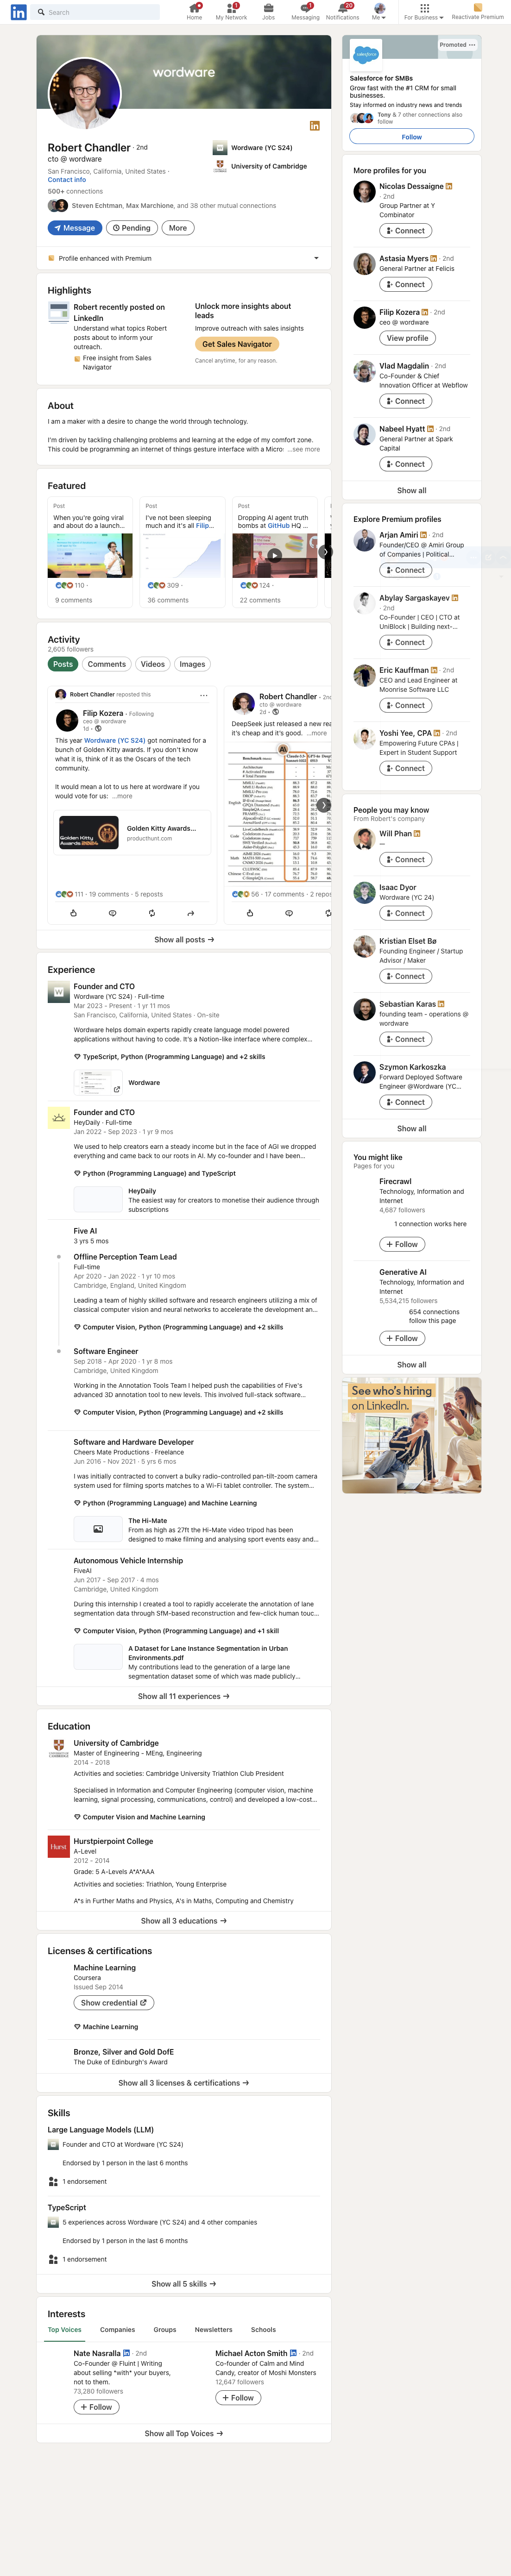 Search
Home
My Network
Jobs
Messaging
Notifications
Me
For Business
Reactivate Premium
wordware
Robert Chandler · 2nd
cto @ wordware
San Francisco, California, United States ·
Contact info
500+ connections
Steven Echtman, Max Marchione, and 38 other mutual connections
Wordware (YC S24)
University of Cambridge
Message
Pending
More
Profile enhanced with Premium
Highlights
Robert recently posted on
LinkedIn
Understand what topics Robert
posts about to inform your
outreach.
Free insight from Sales
Navigator
Unlock more insights about
leads
Improve outreach with sales insights
Get Sales Navigator
Cancel anytime, for any reason.
About
I am a maker with a desire to change the world through technology.
I'm driven by tackling challenging problems and learning at the edge of my comfort zone.
This could be programming an internet of things gesture interface with a Micro: ...see more
Featured
Post
When you're going viral
and about do a launch...
110 ·
9 comments
Post
I've not been sleeping
much and it's all Filip...
309 ·
36 comments
Post
Dropping AI agent truth
bombs at GitHub HQ ...
124 ·
22 comments
Activity
2,605 followers
Posts
Comments
Videos
Images
Robert Chandler reposted this
Filip Kozera · Following
ceo @ wordware
1d ·
This year Wordware (YC S24) got nominated for a
bunch of Golden Kitty awards. If you don't know
what it is, think of it as the Oscars of the tech
community.
It would mean a lot to us here at wordware if you
would vote for us: ...more
Golden Kitty
Awards
Golden Kitty Awards...
producthunt.com
111 · 19 comments · 5 reposts
Robert Chandler · 2nd
cto @ wordware
2d ·
DeepSeek just released a new rea
it's cheap and it's good. ...more
56 · 17 comments · 2 repos
Show all posts
Experience
Founder and CTO
Wordware (YC S24) · Full-time
Mar 2023 - Present · 1 yr 11 mos
San Francisco, California, United States · On-site
Wordware helps domain experts rapidly create language model powered
applications without having to code. It's a Notion-like interface where complex...
TypeScript, Python (Programming Language) and +2 skills
Wordware
Founder and CTO
HeyDaily · Full-time
Jan 2022 - Sep 2023 · 1 yr 9 mos
We used to help creators earn a steady income but in the face of AGI we dropped
everything and came back to our roots in AI. My co-founder and I have been...
Python (Programming Language) and TypeScript
HeyDaily
The easiest way for creators to monetise their audience through
subscriptions
Five AI
3 yrs 5 mos
Offline Perception Team Lead
Full-time
Apr 2020 - Jan 2022 · 1 yr 10 mos
Cambridge, England, United Kingdom
Leading a team of highly skilled software and research engineers utilizing a mix of
classical computer vision and neural networks to accelerate the development an...
Computer Vision, Python (Programming Language) and +2 skills
Software Engineer
Sep 2018 - Apr 2020 · 1 yr 8 mos
Cambridge, United Kingdom
Working in the Annotation Tools Team I helped push the capabilities of Five's
advanced 3D annotation tool to new levels. This involved full-stack software...
Computer Vision, Python (Programming Language) and +2 skills
Software and Hardware Developer
Cheers Mate Productions · Freelance
Jun 2016 - Nov 2021 · 5 yrs 6 mos
I was initially contracted to convert a bulky radio-controlled pan-tilt-zoom camera
system used for filming sports matches to a Wi-Fi tablet controller. The system...
Python (Programming Language) and Machine Learning
The Hi-Mate
From as high as 27ft the Hi-Mate video tripod has been
designed to make filming and analysing sport events easy and...
Autonomous Vehicle Internship
FiveAI
Jun 2017 - Sep 2017 · 4 mos
Cambridge, United Kingdom
During this internship I created a tool to rapidly accelerate the annotation of lane
segmentation data through SfM-based reconstruction and few-click human touc...
Computer Vision, Python (Programming Language) and +1 skill
A Dataset for Lane Instance Segmentation in Urban
Environments.pdf
My contributions lead to the generation of a large lane
segmentation dataset some of which was made publicly...
Show all 11 experiences
Education
University of Cambridge
Master of Engineering - MEng, Engineering
2014 - 2018
Activities and societies: Cambridge University Triathlon Club President
Specialised in Information and Computer Engineering (computer vision, machine
learning, signal processing, communications, control) and developed a low-cost...
Computer Vision and Machine Learning
Hurst
Hurstpierpoint College
A-Level
2012 - 2014
Grade: 5 A-Levels A*A*AAA
Activities and societies: Triathlon, Young Enterprise
A*s in Further Maths and Physics, A's in Maths, Computing and Chemistry
Show all 3 educations
Licenses & certifications
Machine Learning
Coursera
Issued Sep 2014
Show credential
Machine Learning
Bronze, Silver and Gold DofE
The Duke of Edinburgh's Award
Show all 3 licenses & certifications
Skills
Large Language Models (LLM)
Founder and CTO at Wordware (YC S24)
Endorsed by 1 person in the last 6 months
1 endorsement
TypeScript
5 experiences across Wordware (YC S24) and 4 other companies
Endorsed by 1 person in the last 6 months
1 endorsement
Show all 5 skills
Interests
Top Voices
Companies
Groups
Newsletters
Schools
Nate Nasralla · 2nd
Co-Founder @ Fluint | Writing
about selling *with* your buyers,
not to them.
73,280 followers
Follow
Michael Acton Smith · 2nd
Co-founder of Calm and Mind
Candy, creator of Moshi Monsters
12,647 followers
Follow
Show all Top Voices
Promoted
salesforce
Salesforce for SMBs
Grow fast with the #1 CRM for small
businesses.
Stay informed on industry news and trends
Tony & 7 other connections also
follow
Follow
More profiles for you
Nicolas Dessaigne
· 2nd
Group Partner at Y
Combinator
Connect
Astasia Myers · 2nd
General Partner at Felicis
Connect
Filip Kozera · 2nd
ceo @ wordware
View profile
Vlad Magdalin · 2nd
Co-Founder & Chief
Innovation Officer at Webflow
Connect
Nabeel Hyatt · 2nd
General Partner at Spark
Capital
Connect
Show all
Explore Premium profiles
Arjan Amiri · 2nd
Founder/CEO @ Amiri Group
of Companies | Political...
Connect
Abylay Sargaskayev
· 2nd
Co-Founder | CEO | CTO at
UniBlock | Building next-...
Connect
Eric Kauffman · 2nd
CEO and Lead Engineer at
Moonrise Software LLC
Connect
Yoshi Yee, CPA · 2nd
Empowering Future CPAs |
Expert in Student Support
Connect
People you may know
From Robert's company
Will Phan
—
Connect
Isaac Dyor
Wordware (YC 24)
Connect
Kristian Elset Bø
Founding Engineer / Startup
Advisor / Maker
Connect
Sebastian Karas
founding team - operations @
wordware
Connect
Szymon Karkoszka
Forward Deployed Software
Engineer @Wordware (YC...
Connect
Show all
You might like
Pages for you
Firecrawl
Technology, Information and
Internet
4,687 followers
1 connection works here
Follow
Generative AI
Technology, Information and
Internet
5,534,215 followers
654 connections
follow this page
Follow
Show all
See who's hiring
on LinkedIn.